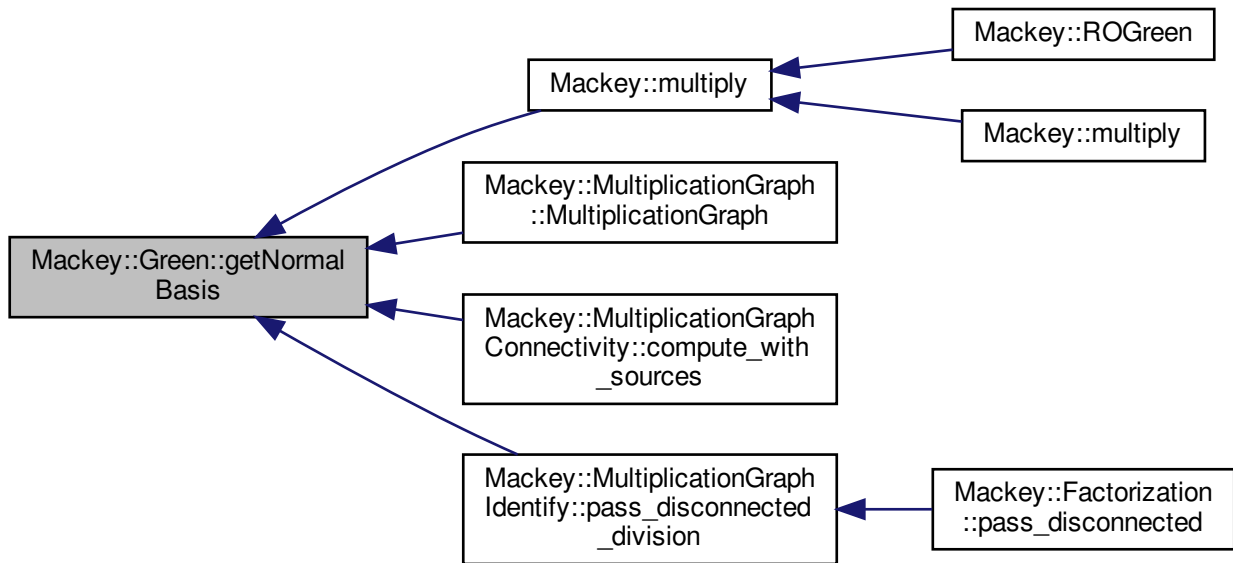 Mackey::ROGreen
Mackey::multiply
Mackey::multiply
Mackey::MultiplicationGraph
::MultiplicationGraph
Mackey::Green::getNormal
Basis
Mackey::MultiplicationGraph
Connectivity::compute_with
_sources
Mackey::MultiplicationGraph
Identify::pass_disconnected
_division
Mackey::Factorization
::pass_disconnected